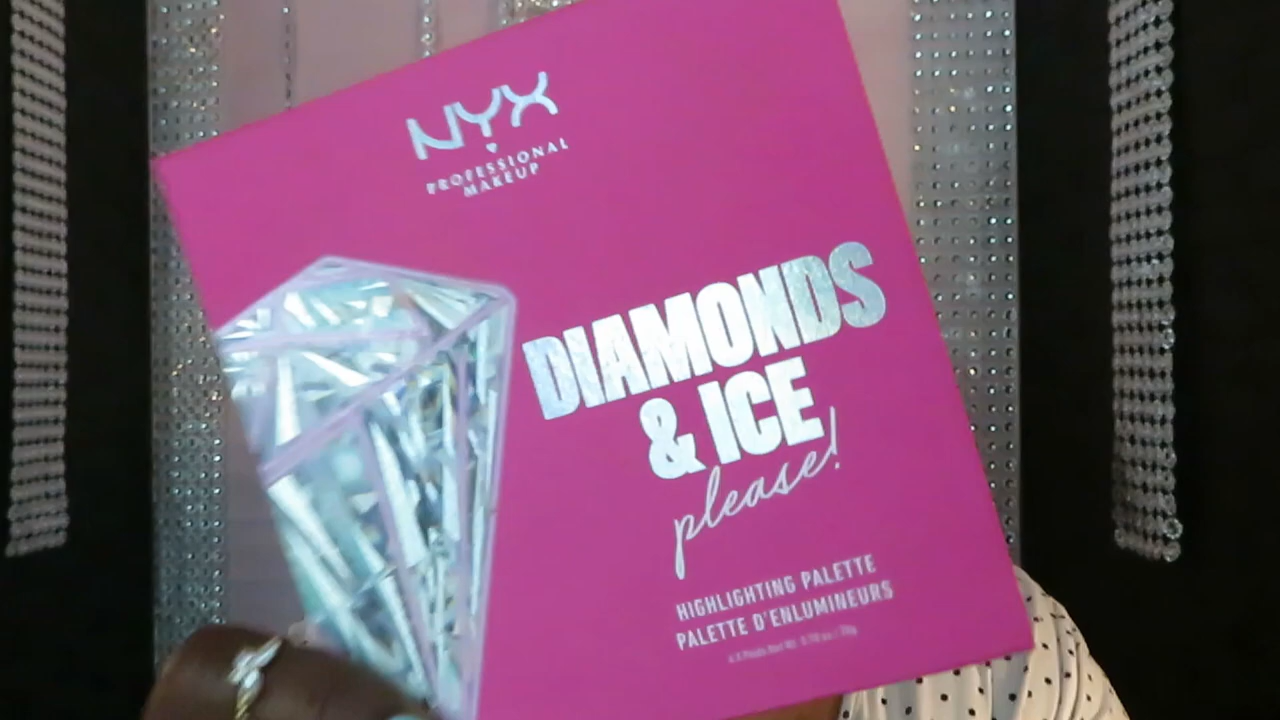 NYX
PROFESSIONAL
MAKEUP
DIAMONDS
& ICE
please!
HIGHLIGHTING PALETTE
PALETTE D'ENLUMINEURS